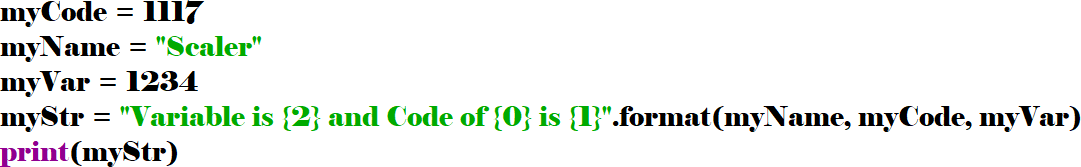 myCode = 1117
myName = "Scaler"
myVar = 1234
myStr = "Variable is {2} and Code of {0} is {1}".format(myName, myCode, myVar)
print(myStr)